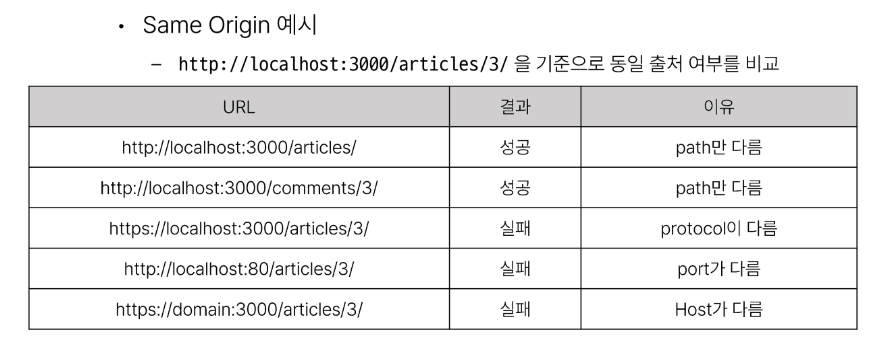 • Same Origin 예시
– http://localhost:3000/articles/3/ 을 기준으로 동일 출처 여부를 비교
URL 결과 이유
http://localhost:3000/articles/ 성공 path만 다름
http://localhost:3000/comments/3/ 성공 path만 다름
https://localhost:3000/articles/3/ 실패 protocol이 다름
http://localhost:80/articles/3/ 실패 port가 다름
https://domain:3000/articles/3/ 실패 Host가 다름